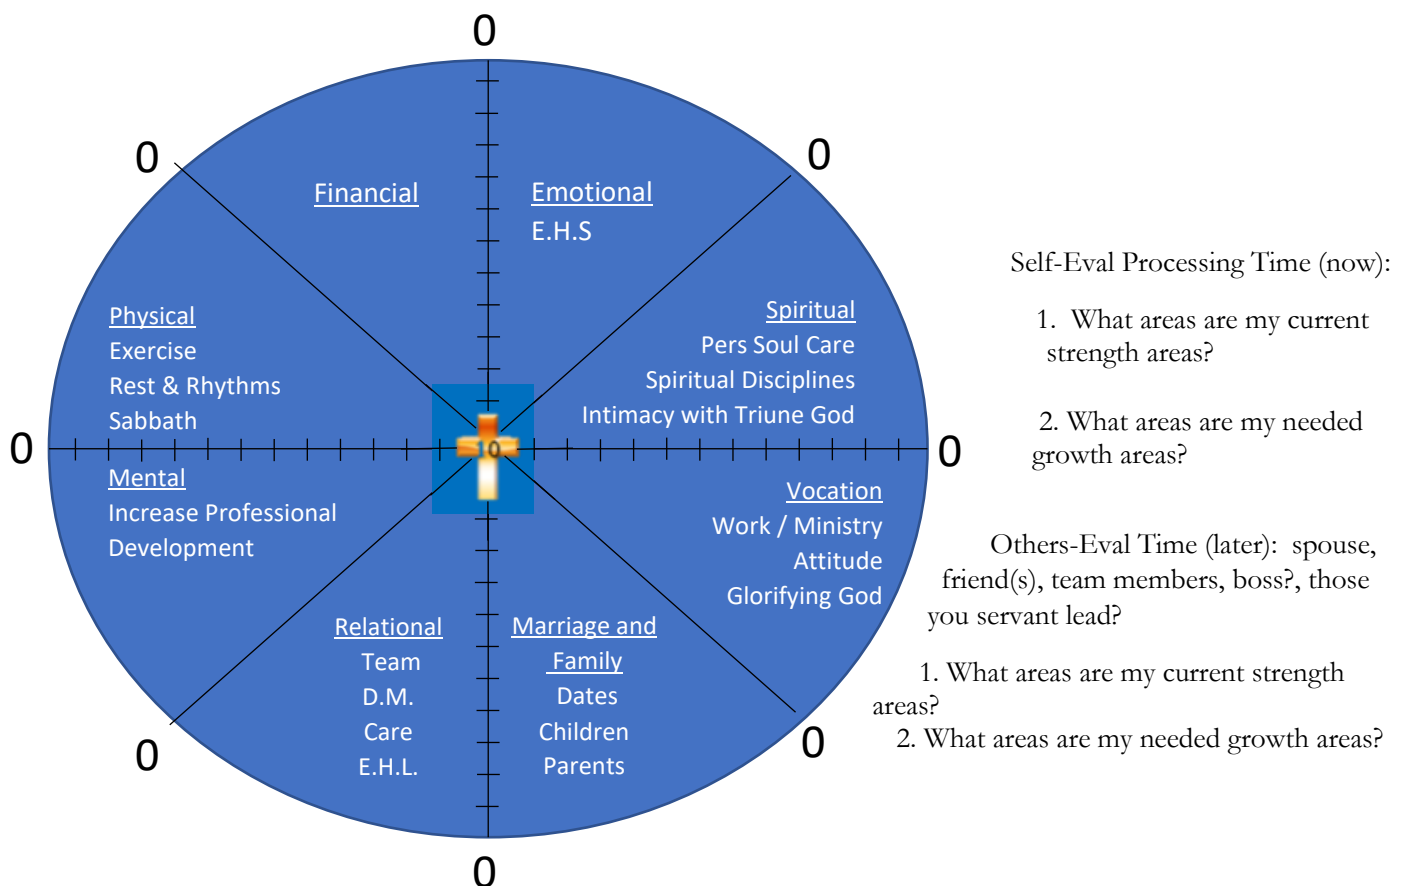 0
0
0
Financial
Emotional
E.H.S
Physical
Exercise
Rest & Rhythms
Sabbath
Spiritual
Pers Soul Care
Spiritual Disciplines
Intimacy with Triune God
0
10
0
Mental
Increase Professional
Development
Vocation
Work / Ministry
Attitude
Glorifying God
Relational
Team
D.M.
Care
E.H.L.
Marriage and
Family
Dates
Children
Parents
0
0
0
Self-Eval Processing Time (now):
1. What areas are my current
strength areas?
2. What areas are my needed
growth areas?
Others-Eval Time (later): spouse,
friend(s), team members, boss?, those
you servant lead?
1. What areas are my current strength
areas?
2. What areas are my needed growth areas?